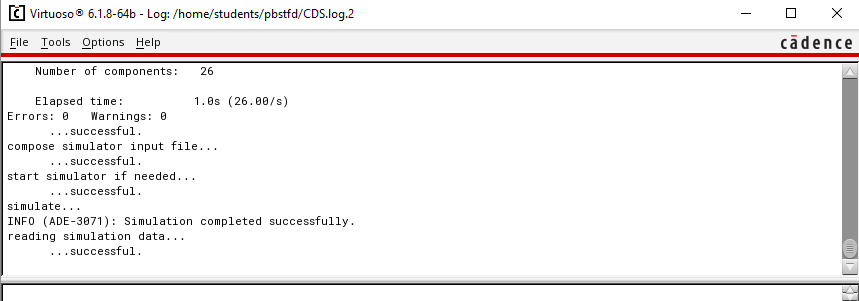 Virtuoso® 6.1.8-64b - Log: /home/students/pbstfd/CDS.log.2
File Tools Options Help
cādence
Number of components: 26
Elapsed time: 1.0s (26.00/s)
Errors: 0 Warnings: 0
...successful.
compose simulator input file...
...successful.
start simulator if needed...
...successful.
simulate...
INFO (ADE-3071): Simulation completed successfully.
reading simulation data...
...successful.